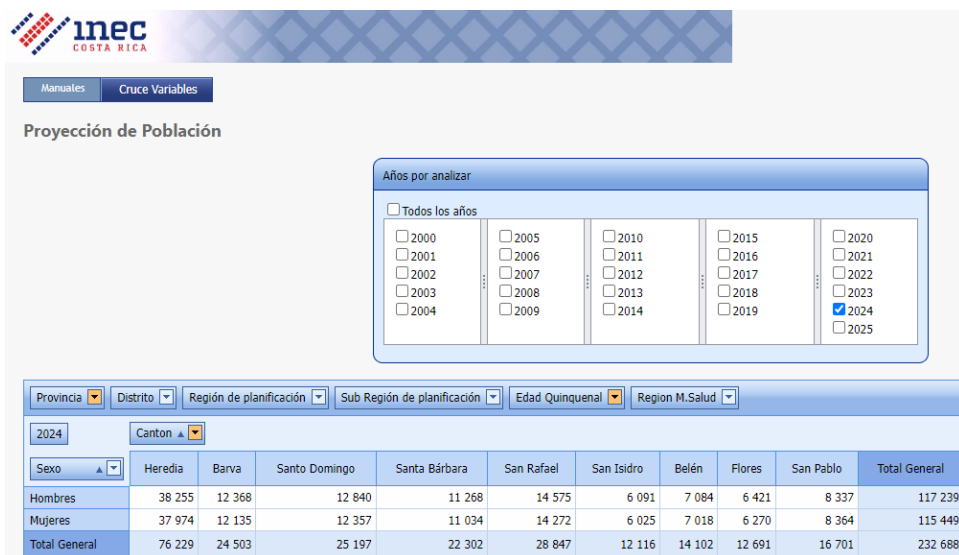 inec
COSTA RICA
Manuales Cruce Variables
Proyección de Población
Años por analizar
Todos los años
2000 2005 2010 2015 2020
2001 2006 2011 2016 2021
2002 2007 2012 2017 2022
2003 2008 2013 2018 2023
2004 2009 2014 2019 2024
2025
Provincia Distrito Región de planificación Sub Región de planificación Edad Quinquenal Region M.Salud
2024 Canton
Sexo Heredia Barva Santo Domingo Santa Bárbara San Rafael San Isidro Belén Flores San Pablo Total General
Hombres 38 255 12 368 12 840 11 268 14 575 6 091 7 084 6 421 8 337 117 239
Mujeres 37 974 12 135 12 357 11 034 14 272 6 025 7 018 6 270 8 364 115 449
Total General 76 229 24 503 25 197 22 302 28 847 12 116 14 102 12 691 16 701 232 688